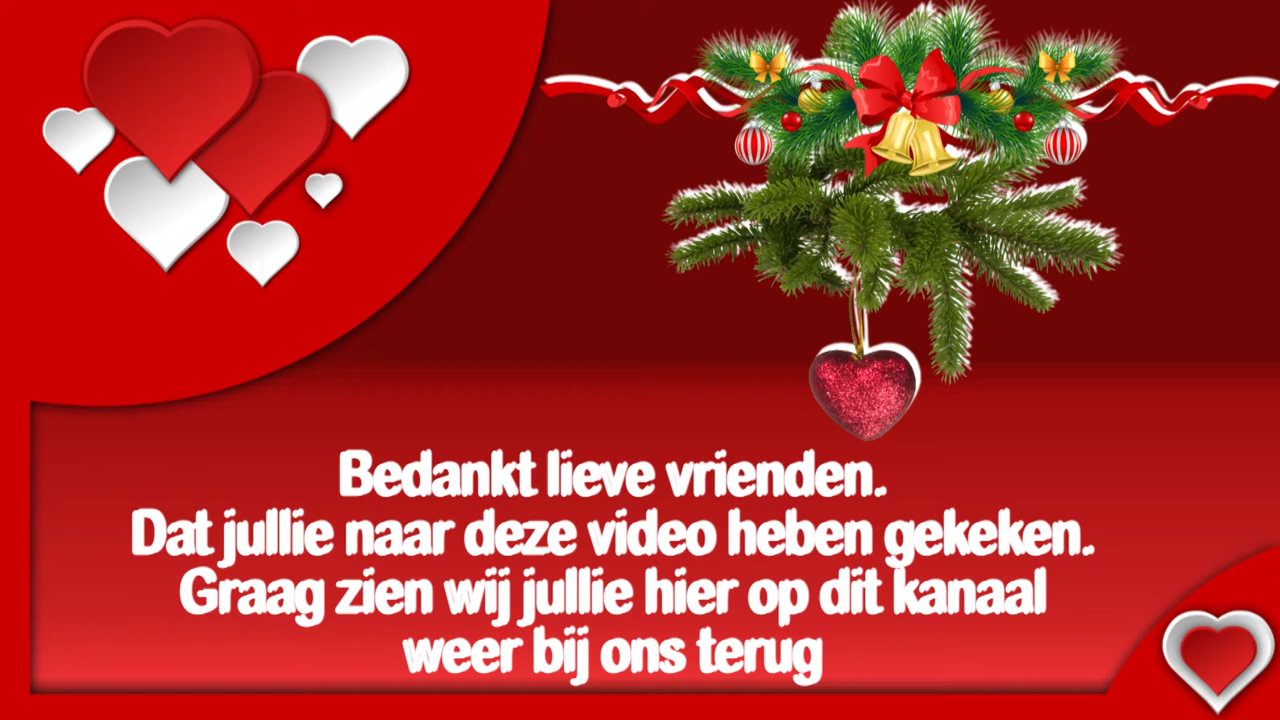 Bedankt lieve vrienden.
Dat jullie naar deze video heben gekeken.
Graag zien wij jullie hier op dit kanaal
weer bij ons terug